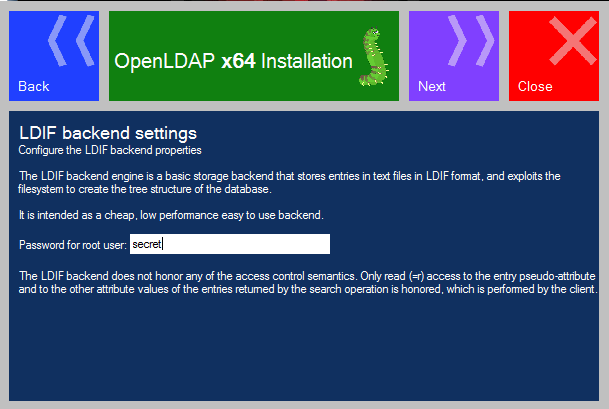 Back
OpenLDAP x64 Installation
Next
Close
LDIF backend settings
Configure the LDIF backend properties
The LDIF backend engine is a basic storage backend that stores entries in text files in LDIF format, and exploits the
filesystem to create the tree structure of the database.
It is intended as a cheap, low performance easy to use backend.
Password for root user: secret
The LDIF backend does not honor any of the access control semantics. Only read (=r) access to the entry pseudo-attribute
and to the other attribute values of the entries returned by the search operation is honored, which is performed by the client.